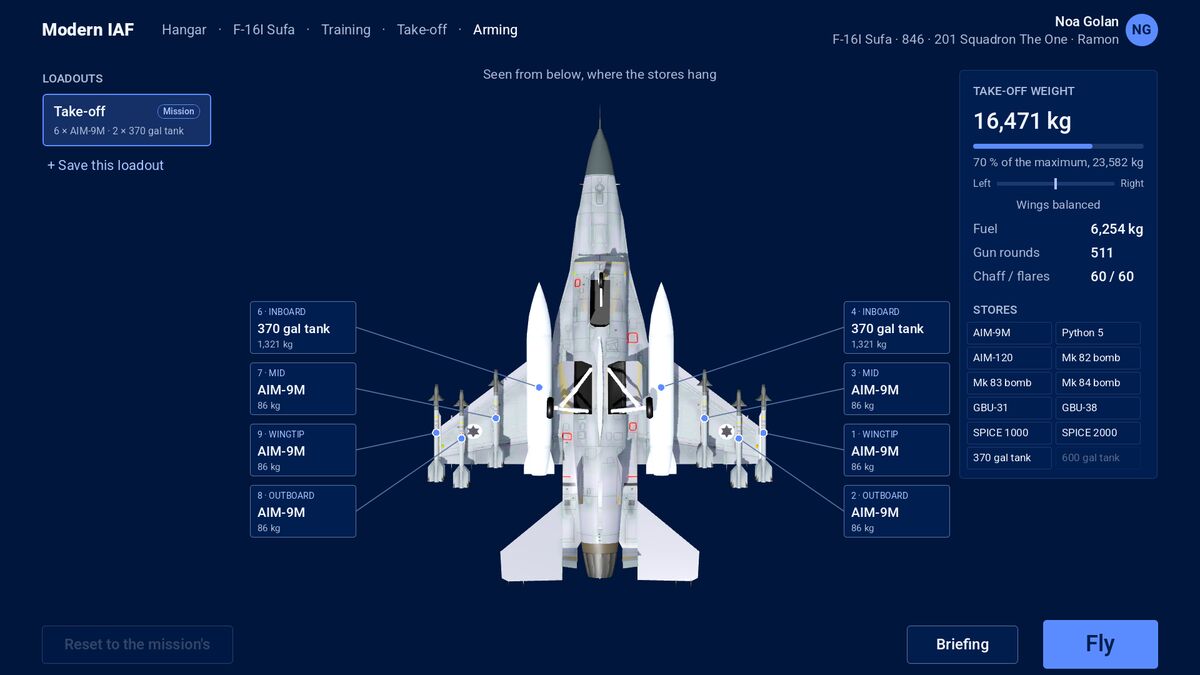 Modern IAF
Hangar · F-16I Sufa · Training · Take-off · Arming
Noa Golan
F-16I Sufa · 846 · 201 Squadron The One · Ramon
NG
LOADOUTS
Take-off
Mission
6 × AIM-9M · 2 × 370 gal tank
+ Save this loadout
Seen from below, where the stores hang
6 · INBOARD
370 gal tank
1,321 kg
7 · MID
AIM-9M
86 kg
9 · WINGTIP
AIM-9M
86 kg
8 · OUTBOARD
AIM-9M
86 kg
4 · INBOARD
370 gal tank
1,321 kg
3 · MID
AIM-9M
86 kg
1 · WINGTIP
AIM-9M
86 kg
2 · OUTBOARD
AIM-9M
86 kg
TAKE-OFF WEIGHT
16,471 kg
70 % of the maximum, 23,582 kg
Left Right
Wings balanced
Fuel 6,254 kg
Gun rounds 511
Chaff / flares 60 / 60
STORES
AIM-9M Python 5
AIM-120 Mk 82 bomb
Mk 83 bomb Mk 84 bomb
GBU-31 GBU-38
SPICE 1000 SPICE 2000
370 gal tank 600 gal tank
Reset to the mission's
Briefing
Fly